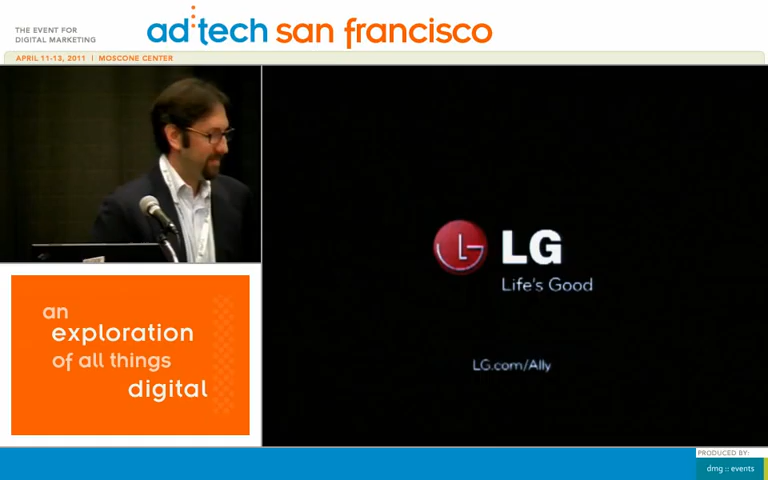 THE EVENT FOR
DIGITAL MARKETING
ad:tech san francisco
APRIL 11-13, 2011 | MOSCONE CENTER
LG
LG
Life's Good
LG.com/Ally
an
exploration
of all things
digital
PRODUCED BY:
dmg :: events